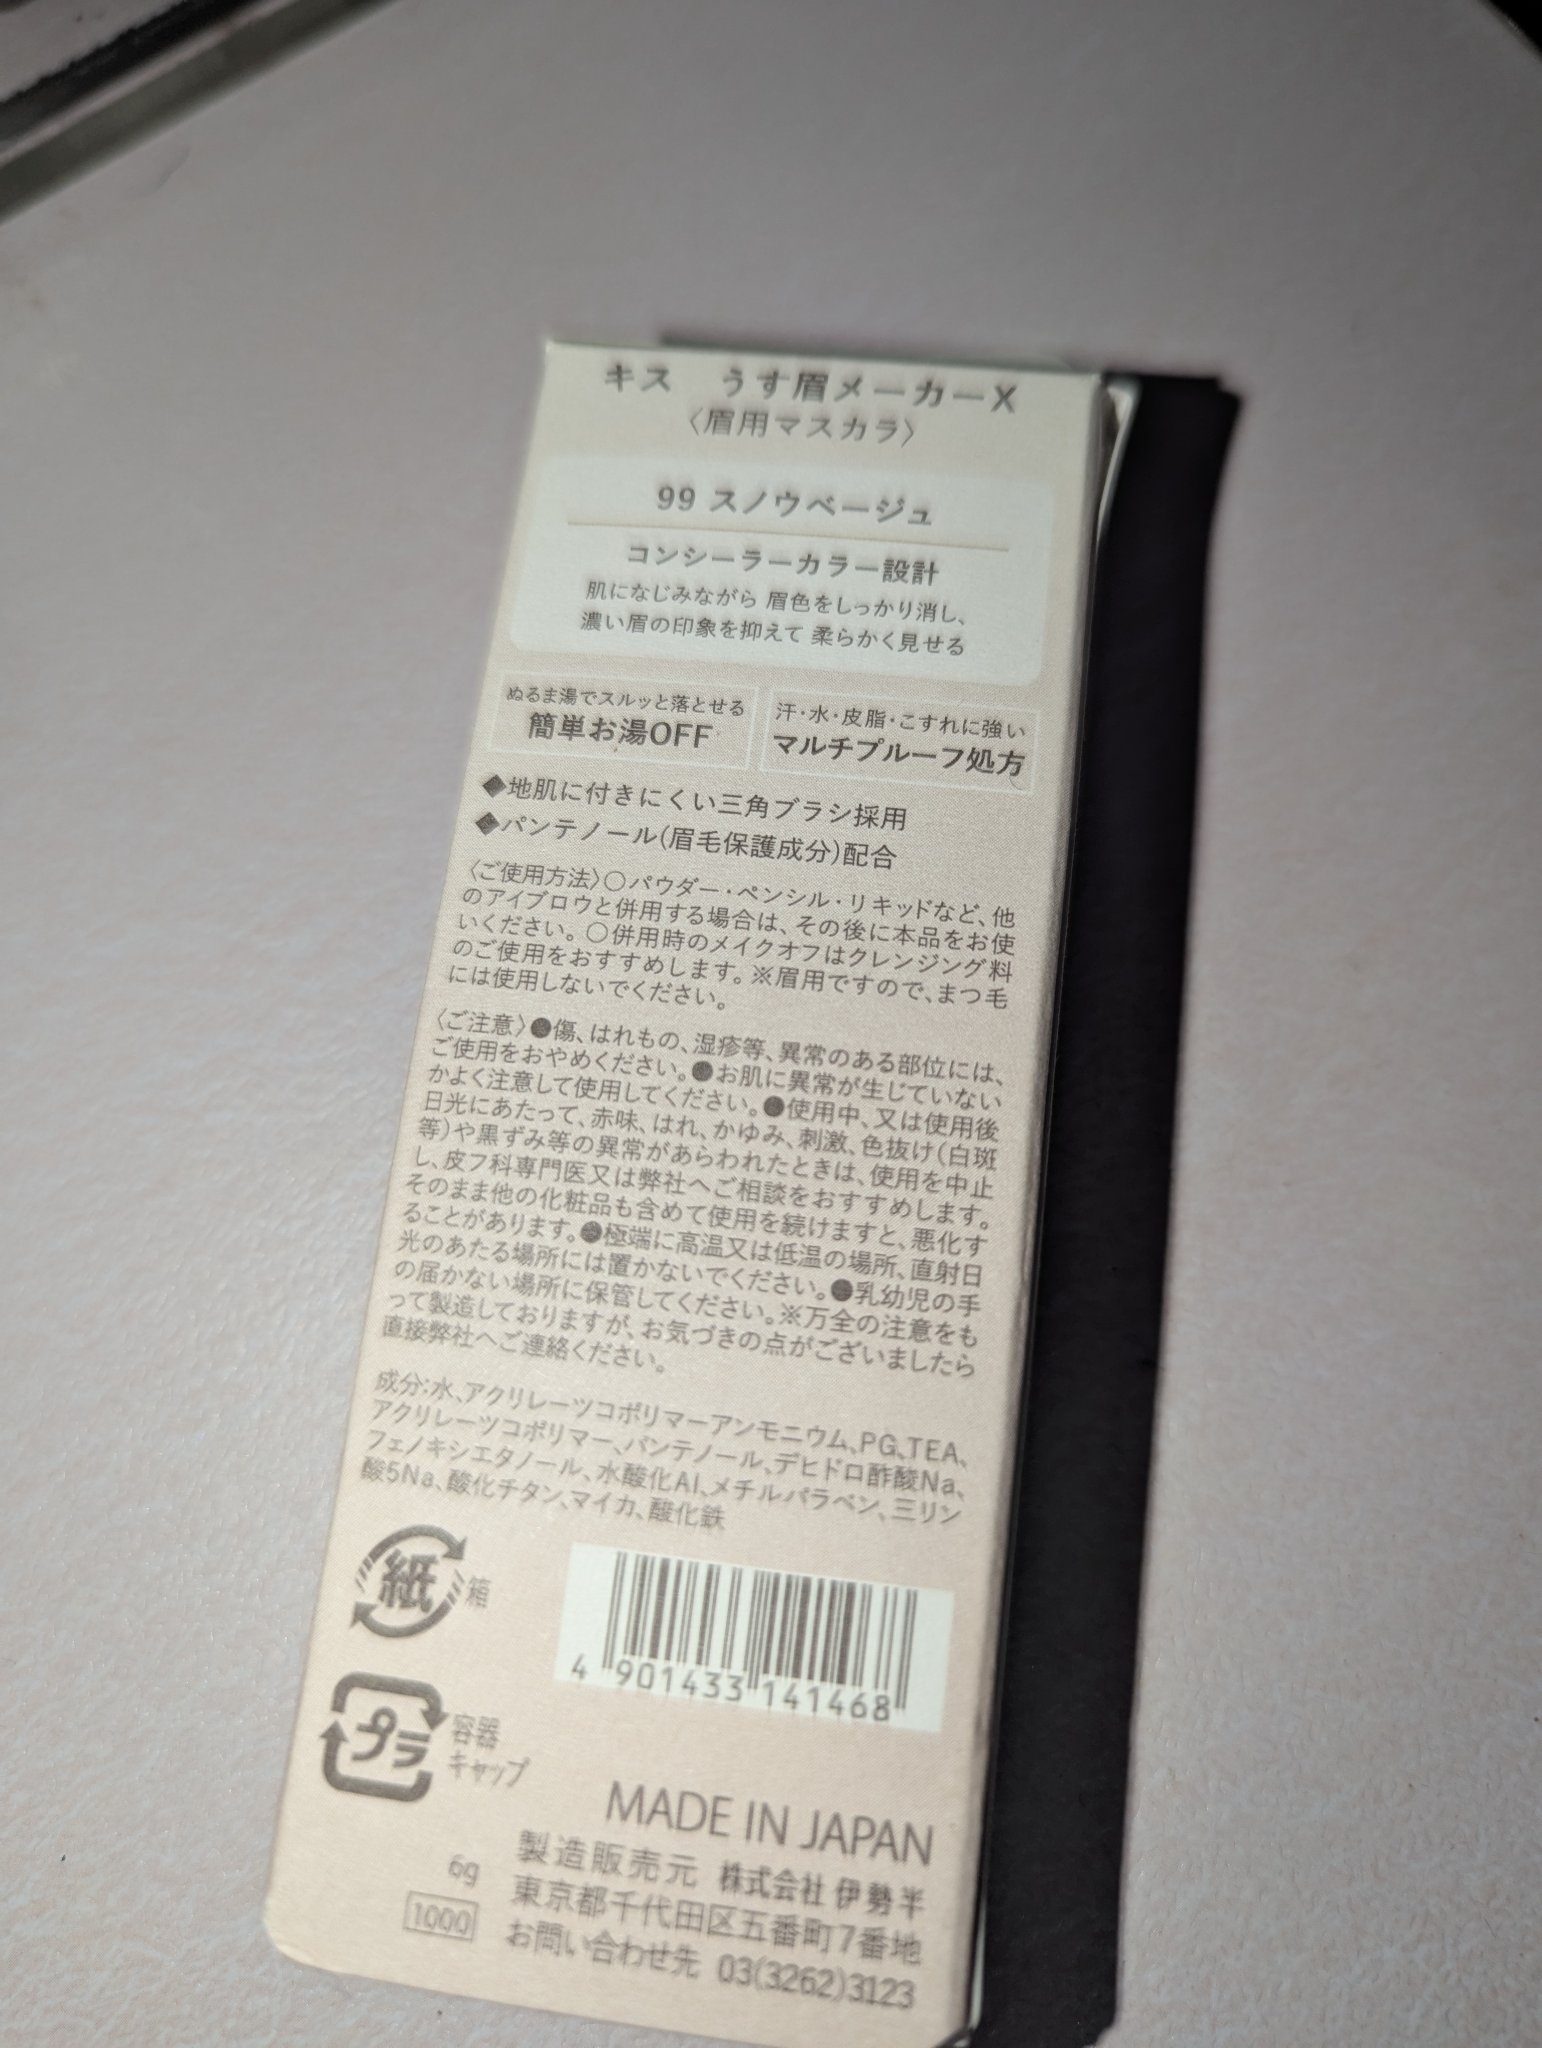 キス うす眉メーカーX
〈眉用マスカラ〉
99 スノウベージュ
コンシーラーカラー設計
肌になじみながら 眉色をしっかり消し、
濃い眉の印象を抑えて 柔らかく見せる
ぬるま湯でスルッと落とせる
簡単お湯OFF
汗・水・皮脂・こすれに強い
マルチプルーフ処方
◆地肌に付きにくい三角ブラシ採用
◆パンテノール(眉毛保護成分)配合
〈ご使用方法〉○パウダー・ペンシル・リキッドなど、他
のアイブロウと併用する場合は、その後に本品をお使
いください。○併用時のメイクオフはクレンジング料
のご使用をおすすめします。※眉用ですので、まつ毛
には使用しないでください。
〈ご注意〉●傷、はれもの、湿疹等、異常のある部位には、
ご使用をおやめください。●お肌に異常が生じていない
かよく注意して使用してください。●使用中、又は使用後
日光にあたって、赤味、はれ、かゆみ、刺激、色抜け(白斑
等)や黒ずみ等の異常があらわれたときは、使用を中止
し、皮フ科専門医又は弊社へご相談をおすすめします。
そのまま他の化粧品も含めて使用を続けますと、悪化す
ることがあります。●極端に高温又は低温の場所、直射日
光のあたる場所には置かないでください。●乳幼児の手
の届かない場所に保管してください。※万全の注意をも
って製造しておりますが、お気づきの点がございましたら
直接弊社へご連絡ください。
成分:水、アクリレーツコポリマーアンモニウム、PG、TEA、
アクリレーツコポリマー、パンテノール、デヒドロ酢酸Na、
フェノキシエタノール、水酸化Al、メチルパラベン、三リン
酸5Na、酸化チタン、マイカ、酸化鉄
紙 箱
プラ 容器
キャップ
4 901433 141468
MADE IN JAPAN
6g
1000
製造販売元 株式会社 伊勢半
東京都千代田区五番町7番地
お問い合わせ先 03(3262)3123